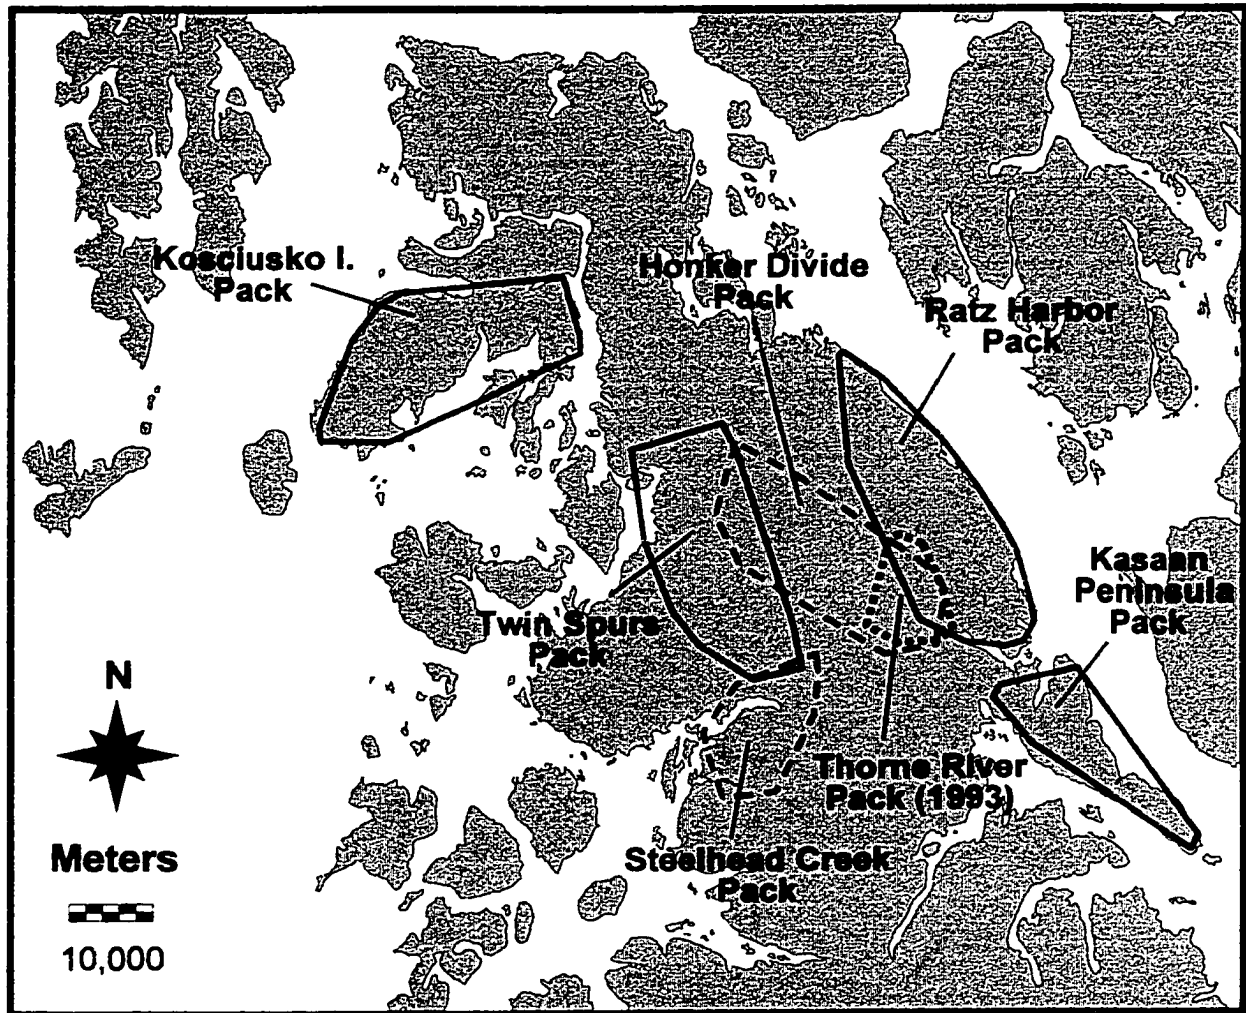 Kosciusko I.
Pack
Honker Divide
Pack
Ratz Harbor
Pack
Kasaan
Peninsula
Pack
Twin Spurs
Pack
N
Thorne River
Pack (1993)
Meters
Steelhead Creek
Pack
10,000